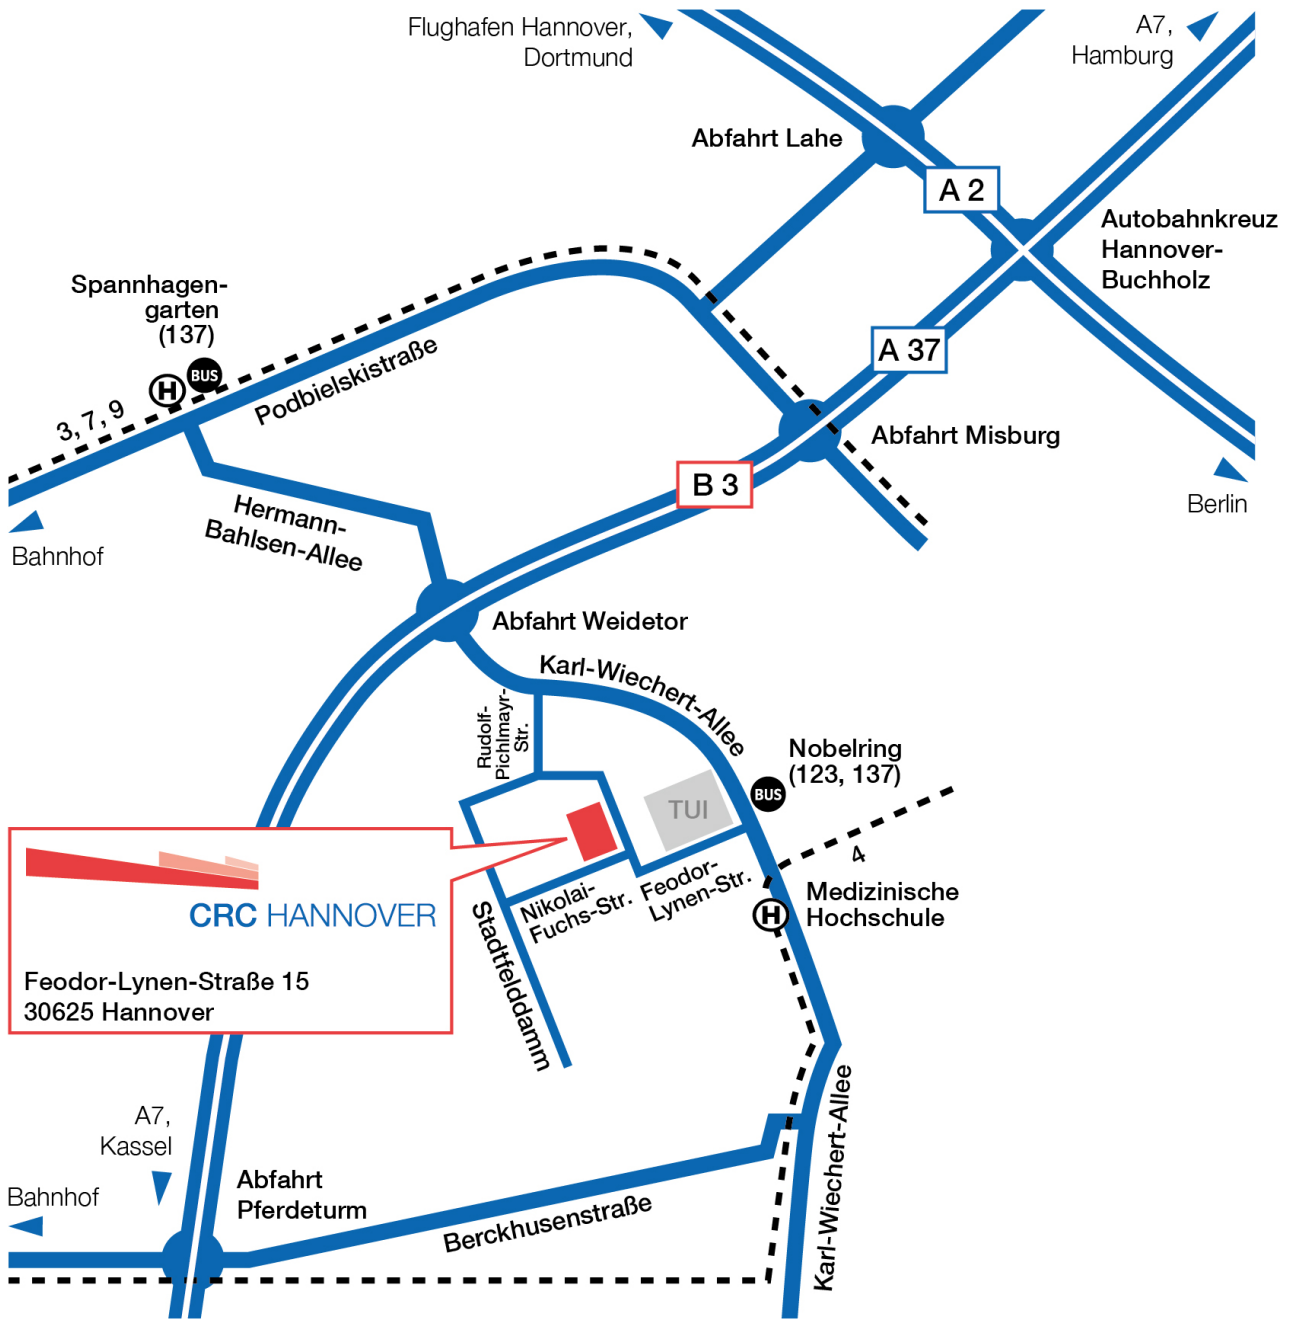 Flughafen Hannover,
Dortmund
A7,
Hamburg
Abfahrt Lahe
A 2
Autobahnkreuz
Hannover-
Buchholz
Spannhagen-
garten
(137)
H
BUS
3, 7, 9
Podbielskistraße
A 37
Abfahrt Misburg
B 3
Berlin
Bahnhof
Hermann-
Bahlsen-Allee
Abfahrt Weidetor
Karl-Wiechert-Allee
Rudolf-
Pichlmayr-
Str.
Nobelring
(123, 137)
BUS
TUI
4
Feodor-
Lynen-Str.
Nikolai-
Fuchs-Str.
Medizinische
Hochschule
H
Stadtfelddamm
CRC HANNOVER
Feodor-Lynen-Straße 15
30625 Hannover
A7,
Kassel
Bahnhof
Abfahrt
Pferdeturm
Berckhusenstraße
Karl-Wiechert-Allee